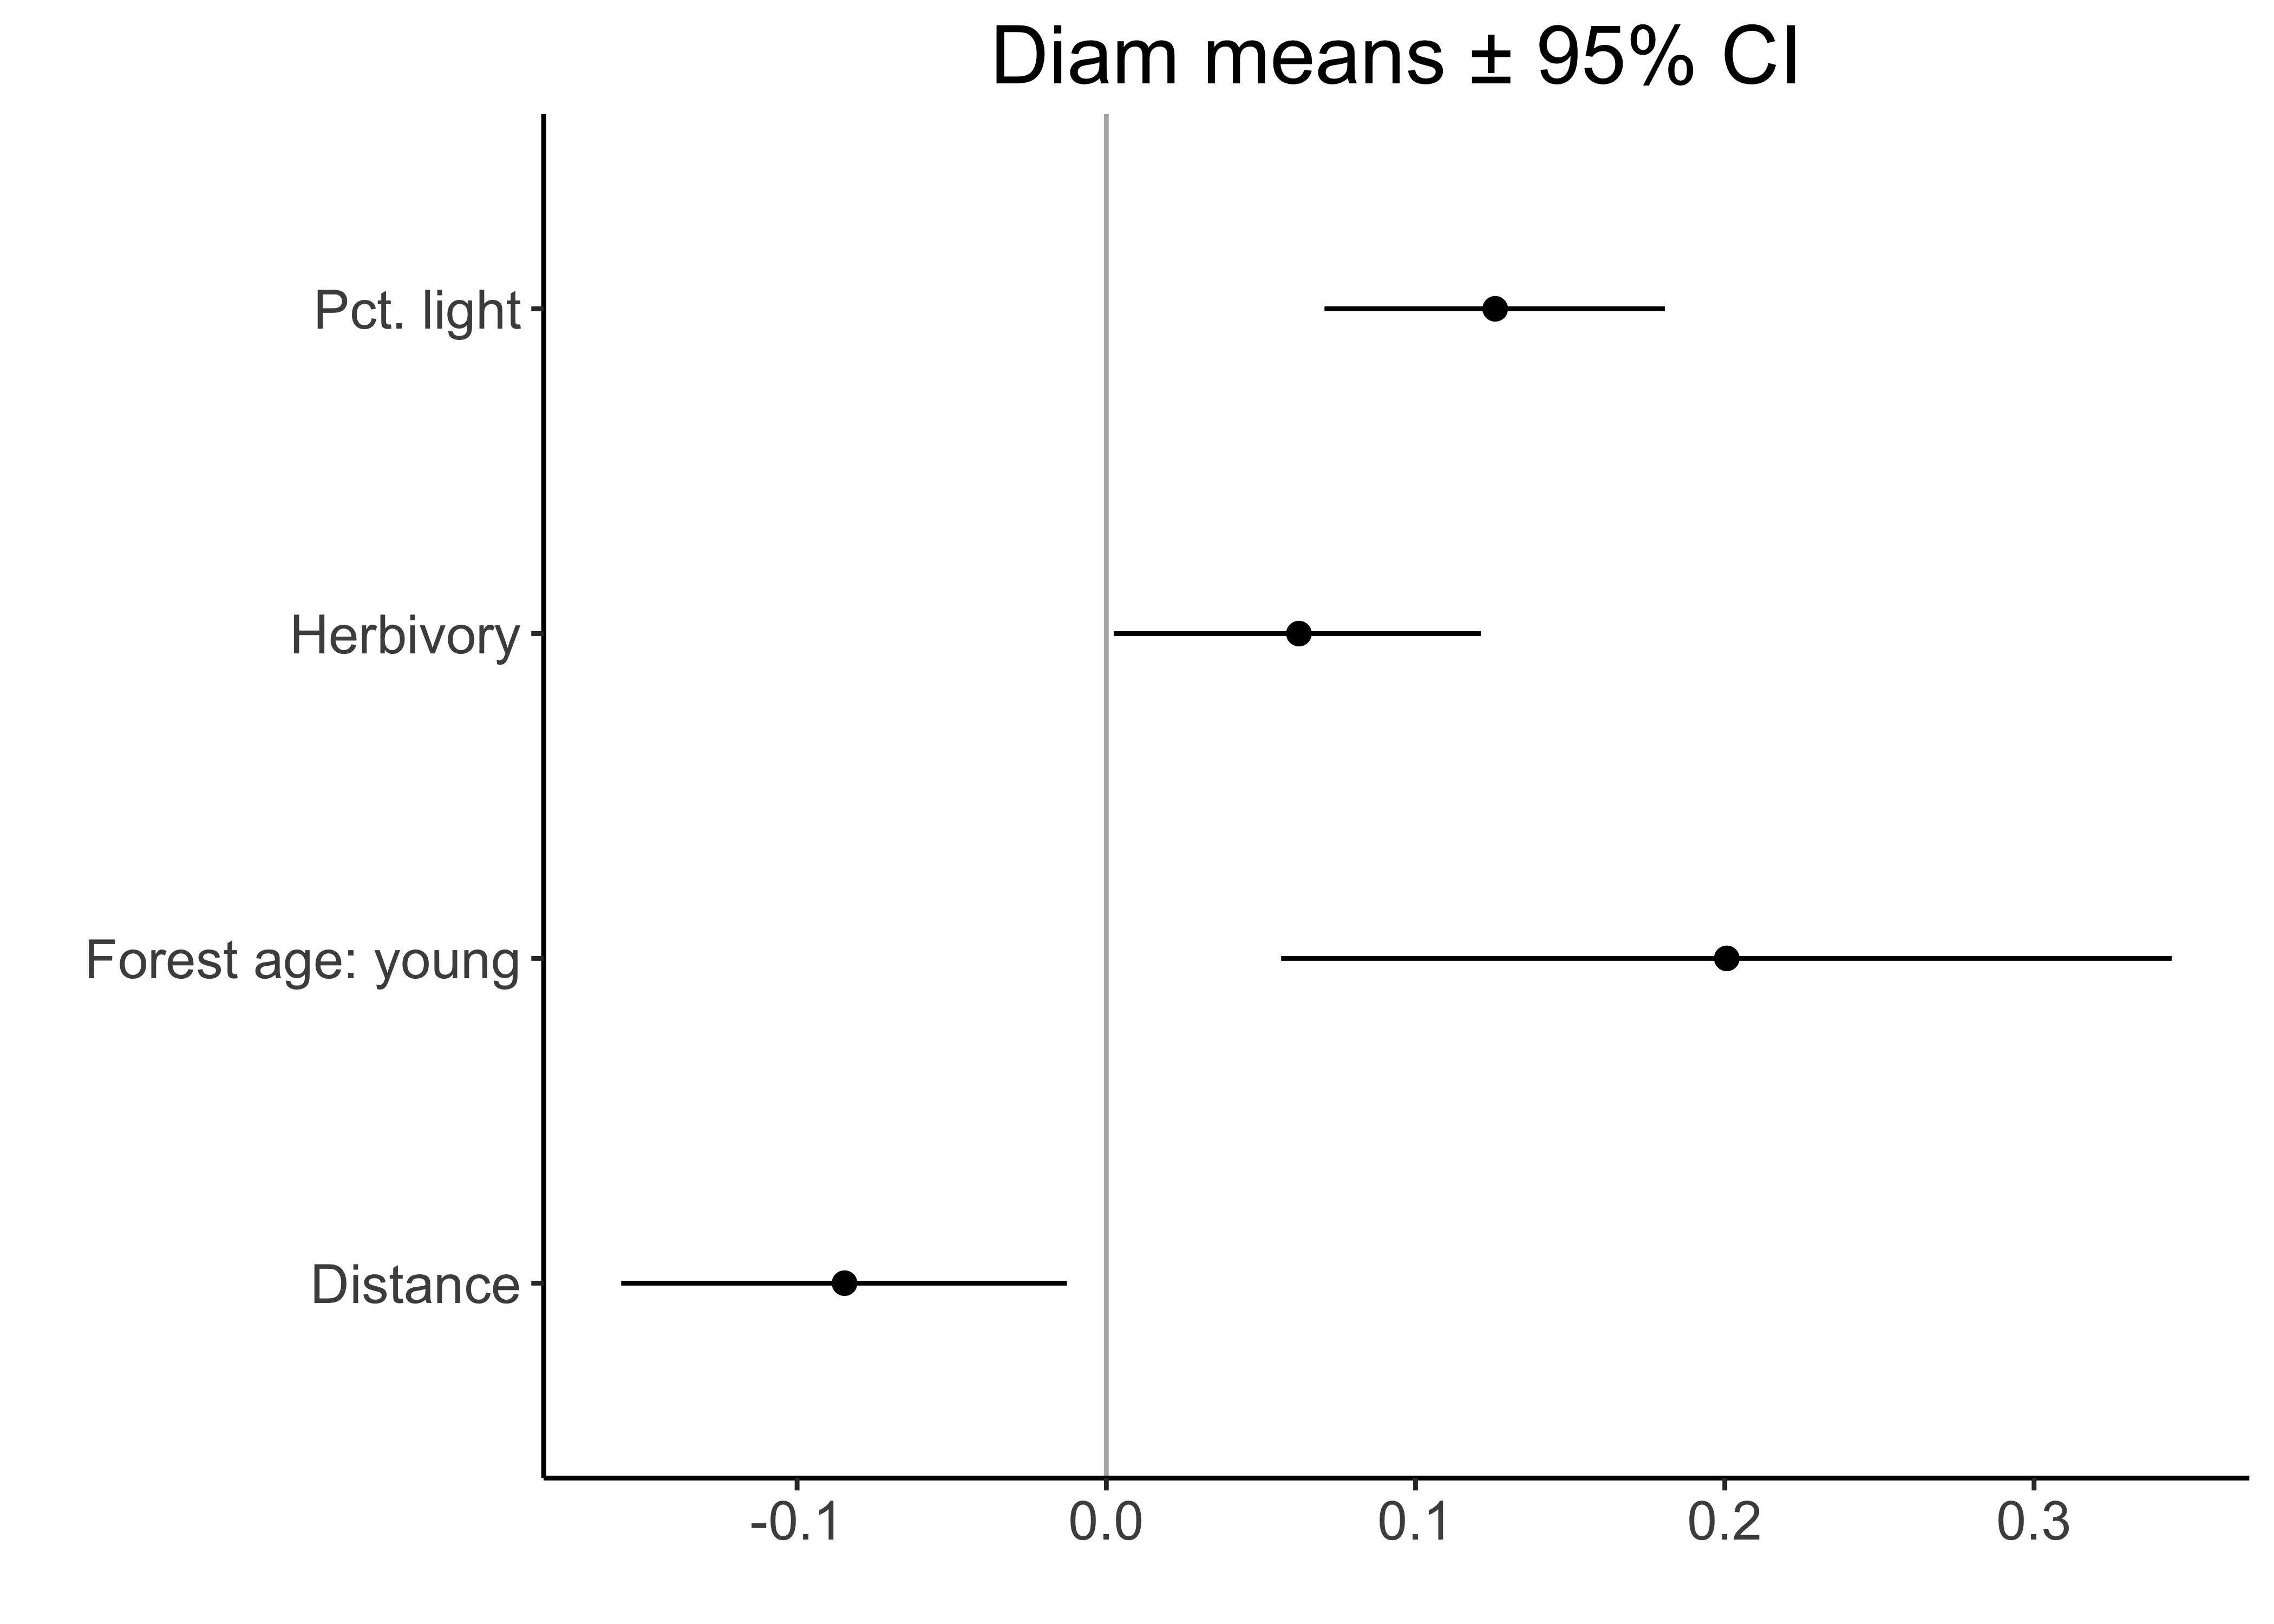 Diam means ± 95% CI
Pct. light
Herbivory
Forest age: young
Distance
-0.1 0.0 0.1 0.2 0.3